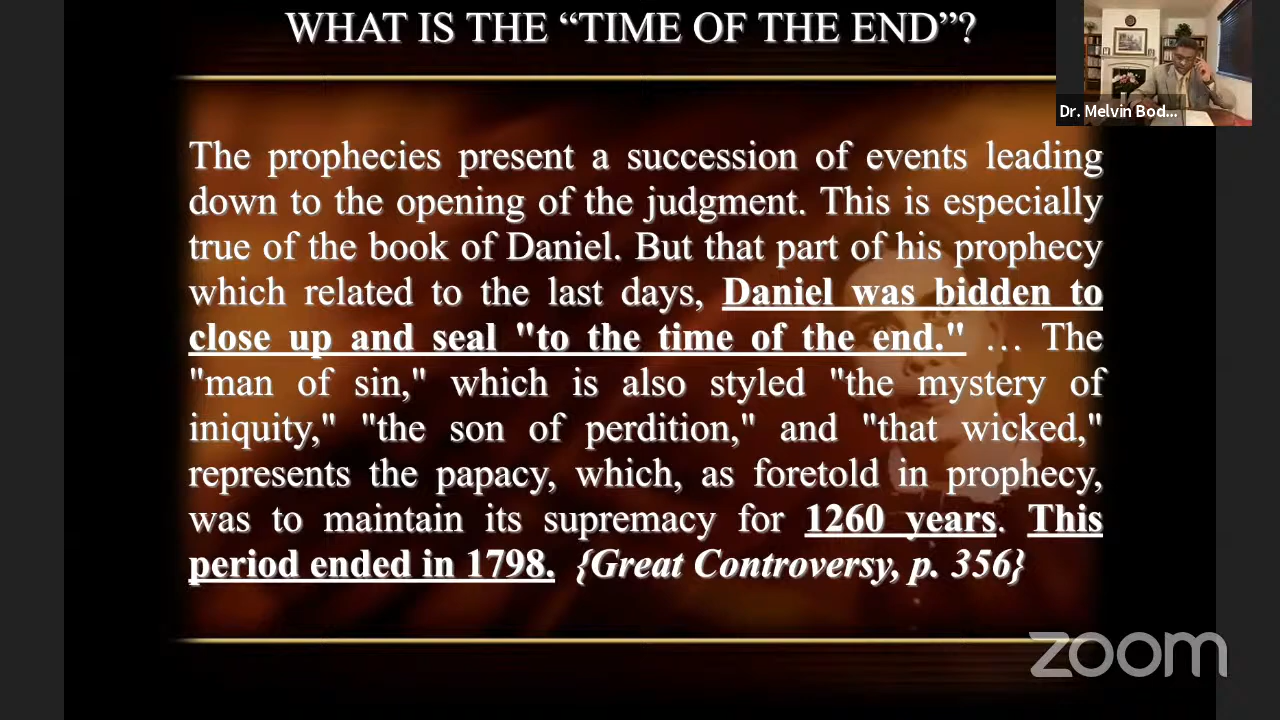 WHAT IS THE “TIME OF THE END”?
Dr. Melvin Bod...
The prophecies present a succession of events leading
down to the opening of the judgment. This is especially
true of the book of Daniel. But that part of his prophecy
which related to the last days, Daniel was bidden to
close up and seal "to the time of the end." … The
"man of sin," which is also styled "the mystery of
iniquity," "the son of perdition," and "that wicked,"
represents the papacy, which, as foretold in prophecy,
was to maintain its supremacy for 1260 years. This
period ended in 1798. {Great Controversy, p. 356}
zoom